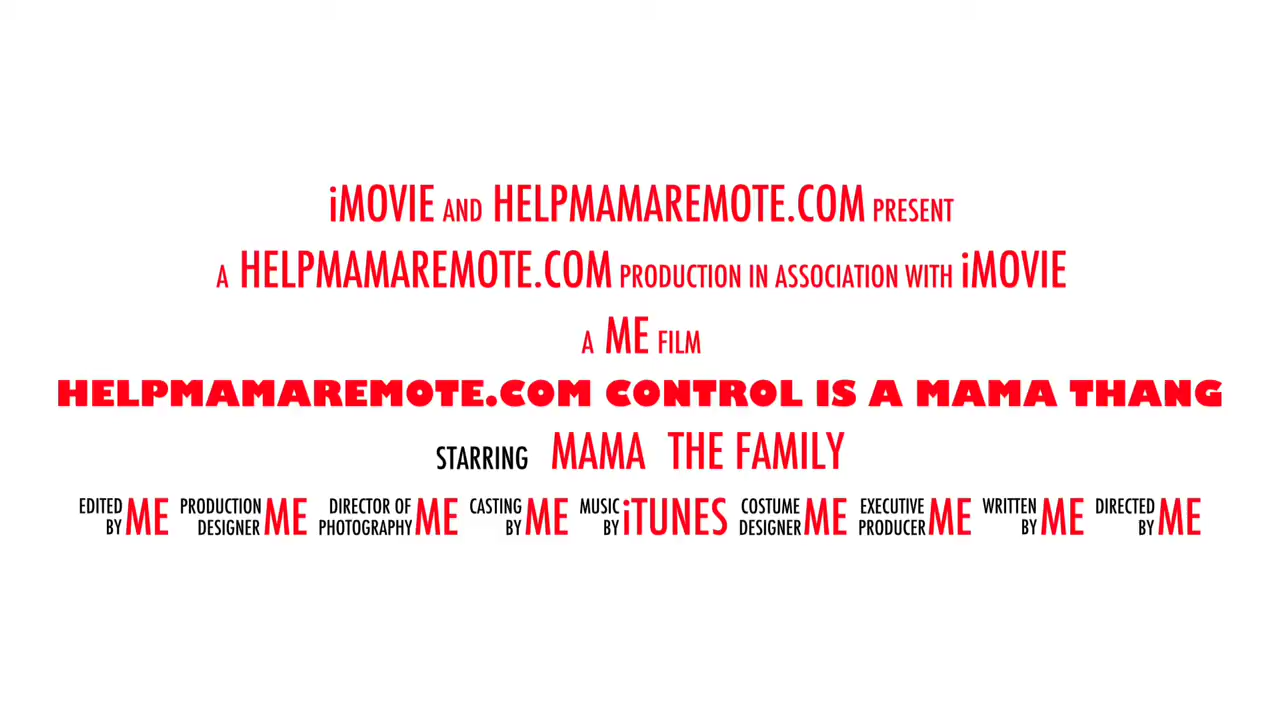 iMOVIE AND HELPMAMAREMOTE.COM PRESENT
A HELPMAMAREMOTE.COM PRODUCTION IN ASSOCIATION WITH iMOVIE
A ME FILM
HELPMAMAREMOTE.COM CONTROL IS A MAMA THANG
STARRING MAMA THE FAMILY
EDITED BY ME PRODUCTION DESIGNER ME DIRECTOR OF PHOTOGRAPHY ME CASTING BY ME MUSIC BY iTUNES COSTUME DESIGNER ME EXECUTIVE PRODUCER ME WRITTEN BY ME DIRECTED BY ME